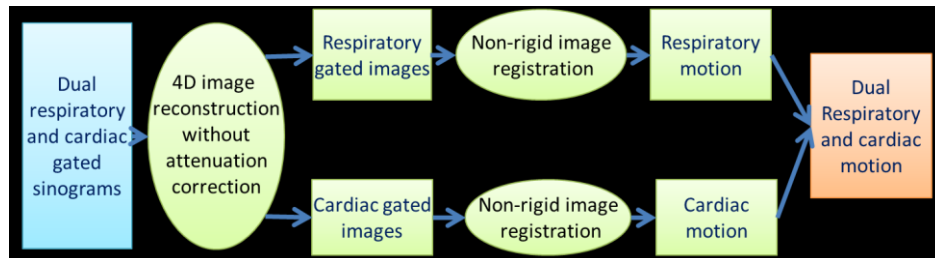 Dual
respiratory
and cardiac
gated
sinograms
4D image
reconstruction
without
attenuation
correction
Respiratory
gated images
Non-rigid image
registration
Respiratory
motion
Cardiac gated
images
Non-rigid image
registration
Cardiac
motion
Dual
Respiratory
and cardiac
motion